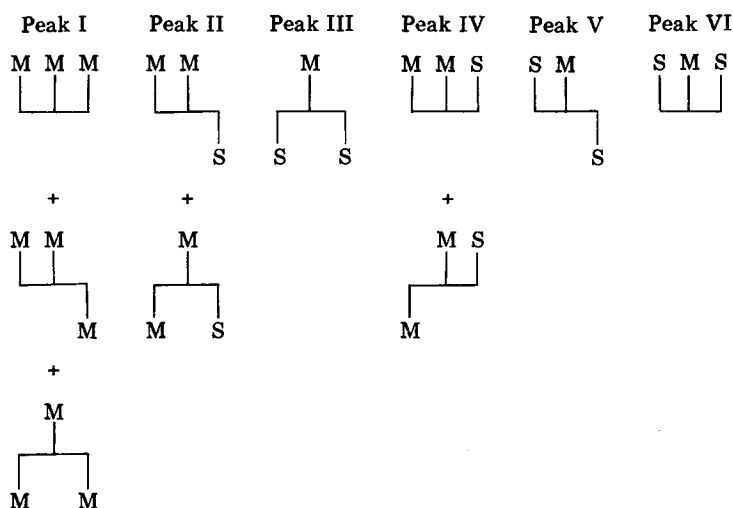 Peak I Peak II Peak III Peak IV Peak V Peak VI
M M M M M M M M S S M S M S
S S S S
+ + +
M M M M S
M M S M
+
M
M M